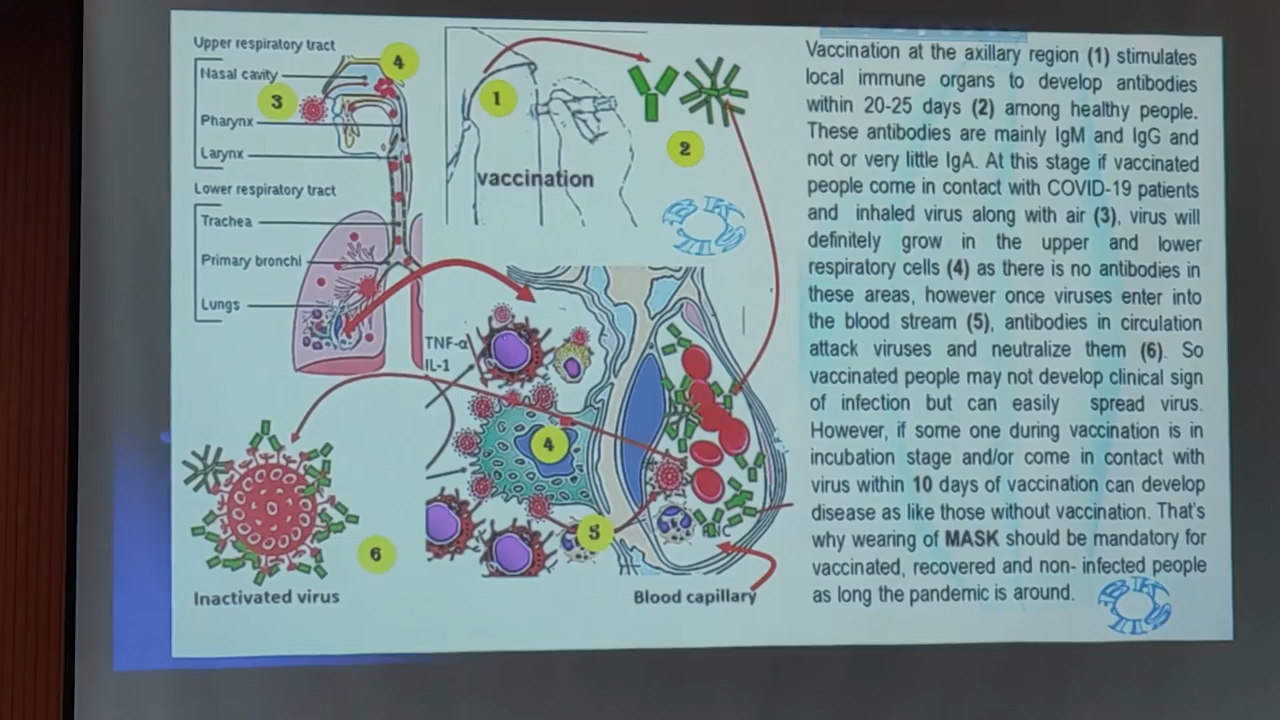 Upper respiratory tract
Nasal cavity
Pharynx
Larynx
Lower respiratory tract
Trachea
Primary bronchi
Lungs
4
3
1
2
vaccination
TNF-α
IL-1
4
5
6
Inactivated virus
Blood capillary
Vaccination at the axillary region (1) stimulates
local immune organs to develop antibodies
within 20-25 days (2) among healthy people.
These antibodies are mainly IgM and IgG and
not or very little IgA. At this stage if vaccinated
people come in contact with COVID-19 patients
and inhaled virus along with air (3), virus will
definitely grow in the upper and lower
respiratory cells (4) as there is no antibodies in
these areas, however once viruses enter into
the blood stream (5), antibodies in circulation
attack viruses and neutralize them (6). So
vaccinated people may not develop clinical sign
of infection but can easily spread virus.
However, if some one during vaccination is in
incubation stage and/or come in contact with
virus within 10 days of vaccination can develop
disease as like those without vaccination. That's
why wearing of MASK should be mandatory for
vaccinated, recovered and non- infected people
as long the pandemic is around.